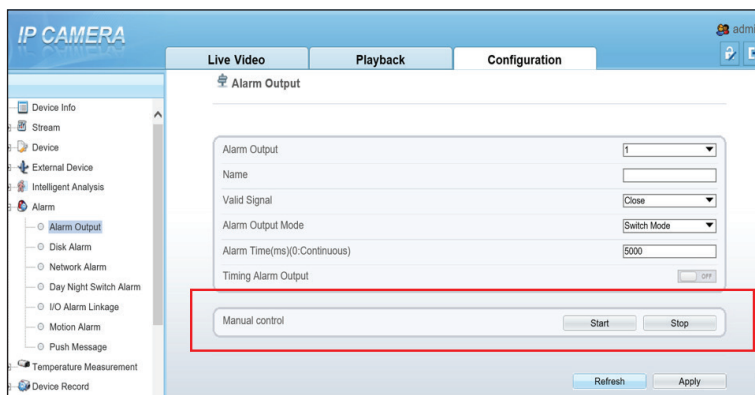 IP CAMERA
admi
Live Video
Playback
Configuration
Device Info
Stream
Device
External Device
Intelligent Analysis
Alarm
Alarm Output
Disk Alarm
Network Alarm
Day Night Switch Alarm
I/O Alarm Linkage
Motion Alarm
Push Message
Temperature Measurement
Device Record
Alarm Output
Alarm Output 1
Name
Valid Signal Close
Alarm Output Mode Switch Mode
Alarm Time(ms)(0:Continuous) 5000
Timing Alarm Output OFF
Manual control Start Stop
Refresh Apply